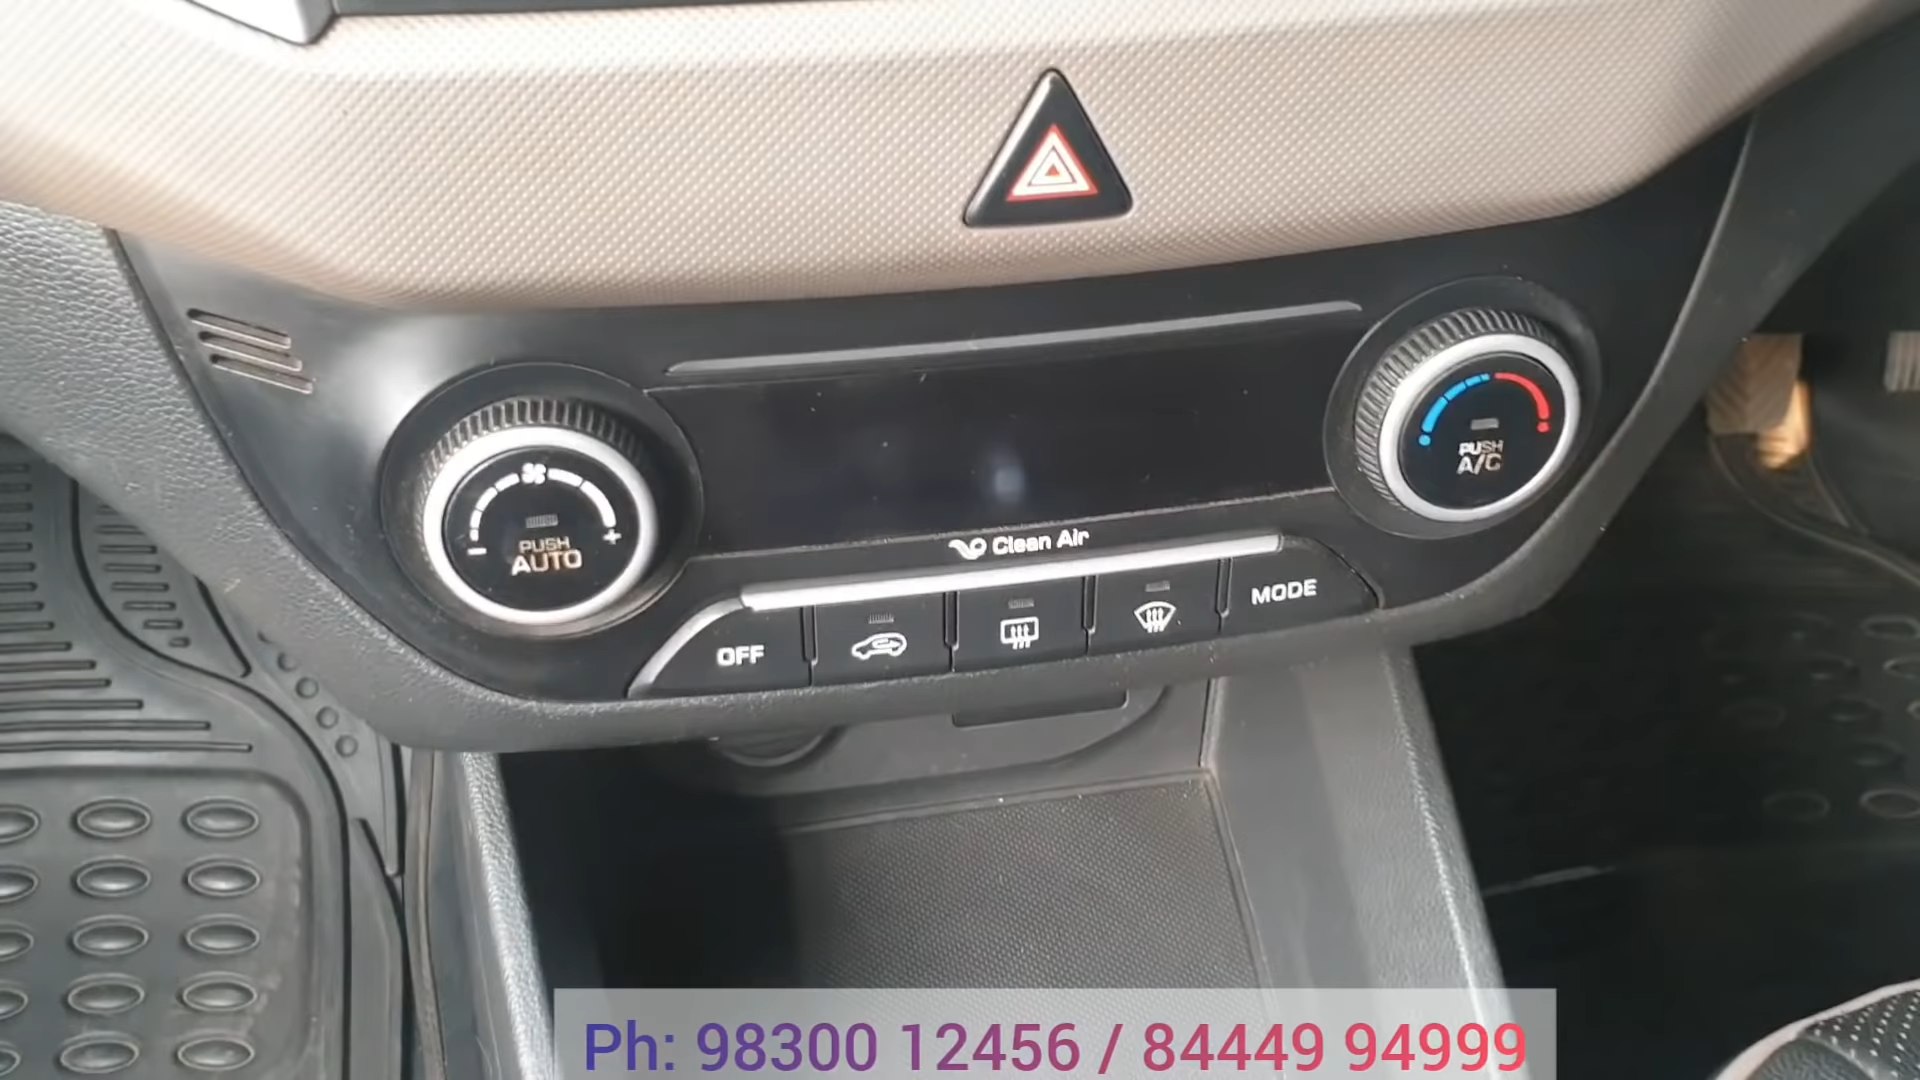 PUSH
A/C
PUSH
AUTO
Clean Air
OFF
MODE
Ph: 98300 12456 / 84449 94999